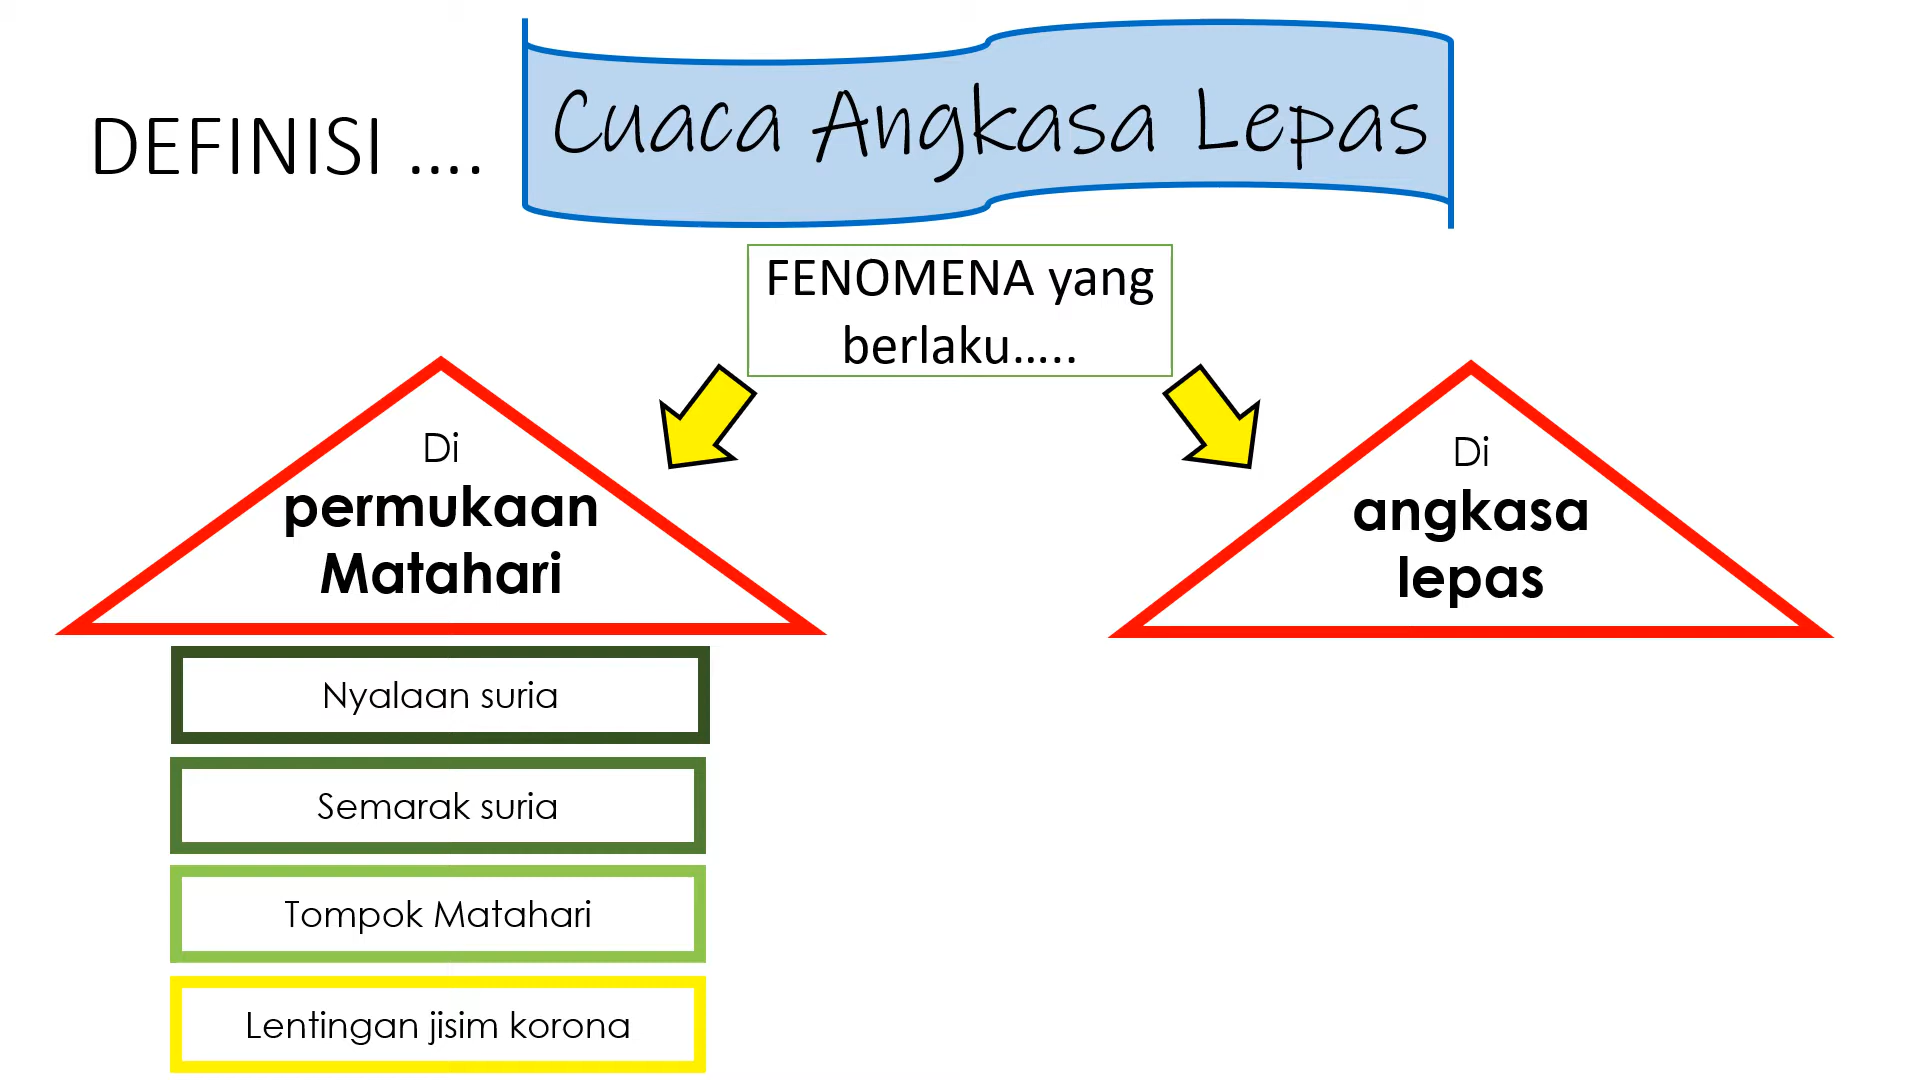 DEFINISI ....
Cuaca Angkasa Lepas
FENOMENA yang
berlaku.....
Di
permukaan
Matahari
Nyalaan suria
Semarak suria
Tompok Matahari
Lentingan jisim korona
Di
angkasa
lepas